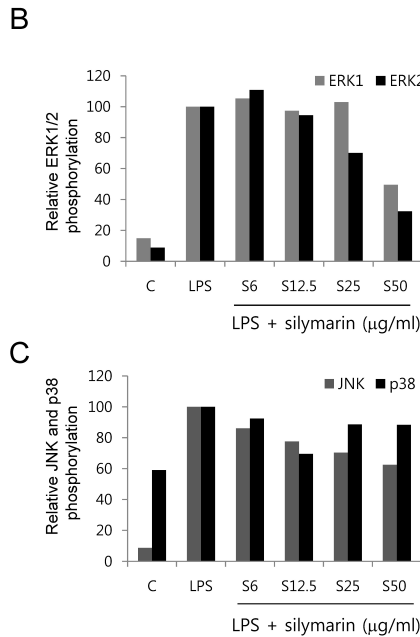 B
Relative ERK1/2
phosphorylation
120
100
80
60
40
20
0
ERK1 ERK2
C LPS S6 S12.5 S25 S50
LPS + silymarin (µg/ml)
C
Relative JNK and p38
phosphorylation
120
100
80
60
40
20
0
JNK p38
C LPS S6 S12.5 S25 S50
LPS + silymarin (µg/ml)